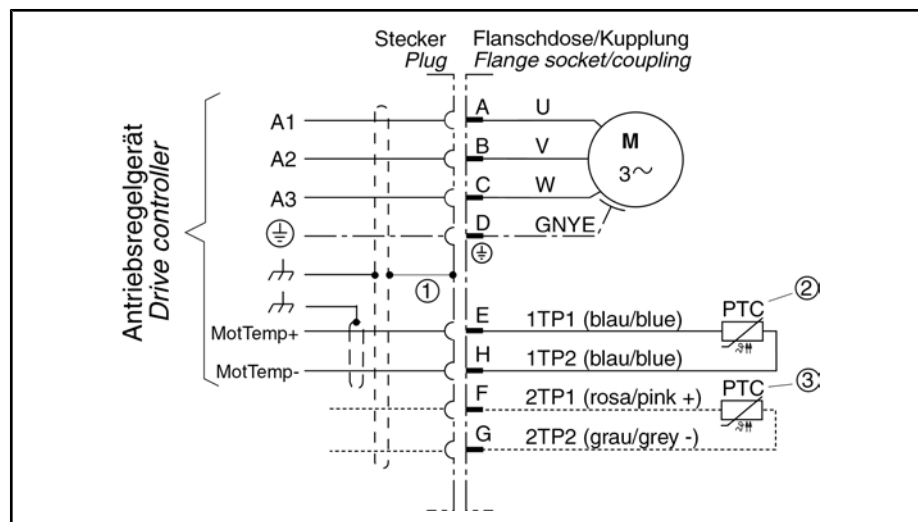 Stecker
Plug
Flanschdose/Kupplung
Flange socket/coupling
Antriebsregelgerät
Drive controller
A1 A U
A2 B V
A3 C W
M
3~
D GNYE
①
MotTemp+ E 1TP1 (blau/blue) PTC ②
MotTemp- H 1TP2 (blau/blue)
F 2TP1 (rosa/pink +) PTC ③
G 2TP2 (grau/grey -)